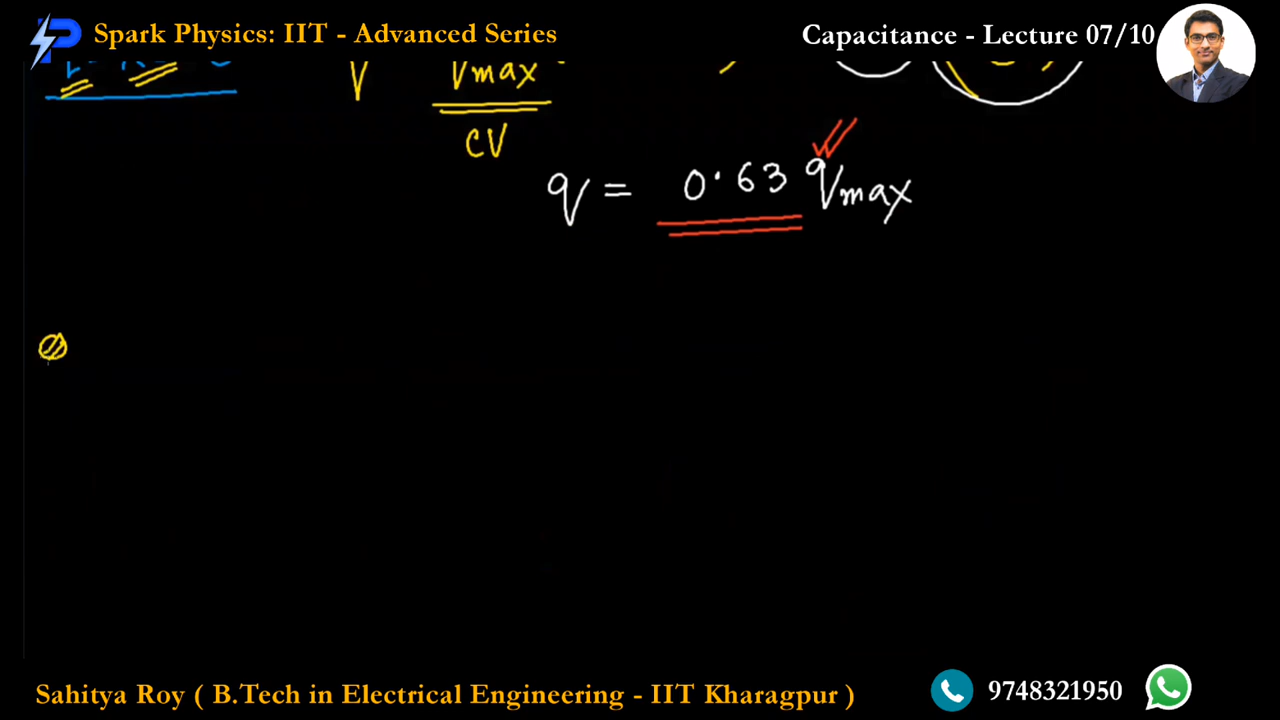 Spark Physics: IIT - Advanced Series
Capacitance - Lecture 07/10
q max
CV
q = 0.63 qmax
Sahitya Roy ( B.Tech in Electrical Engineering - IIT Kharagpur )
9748321950